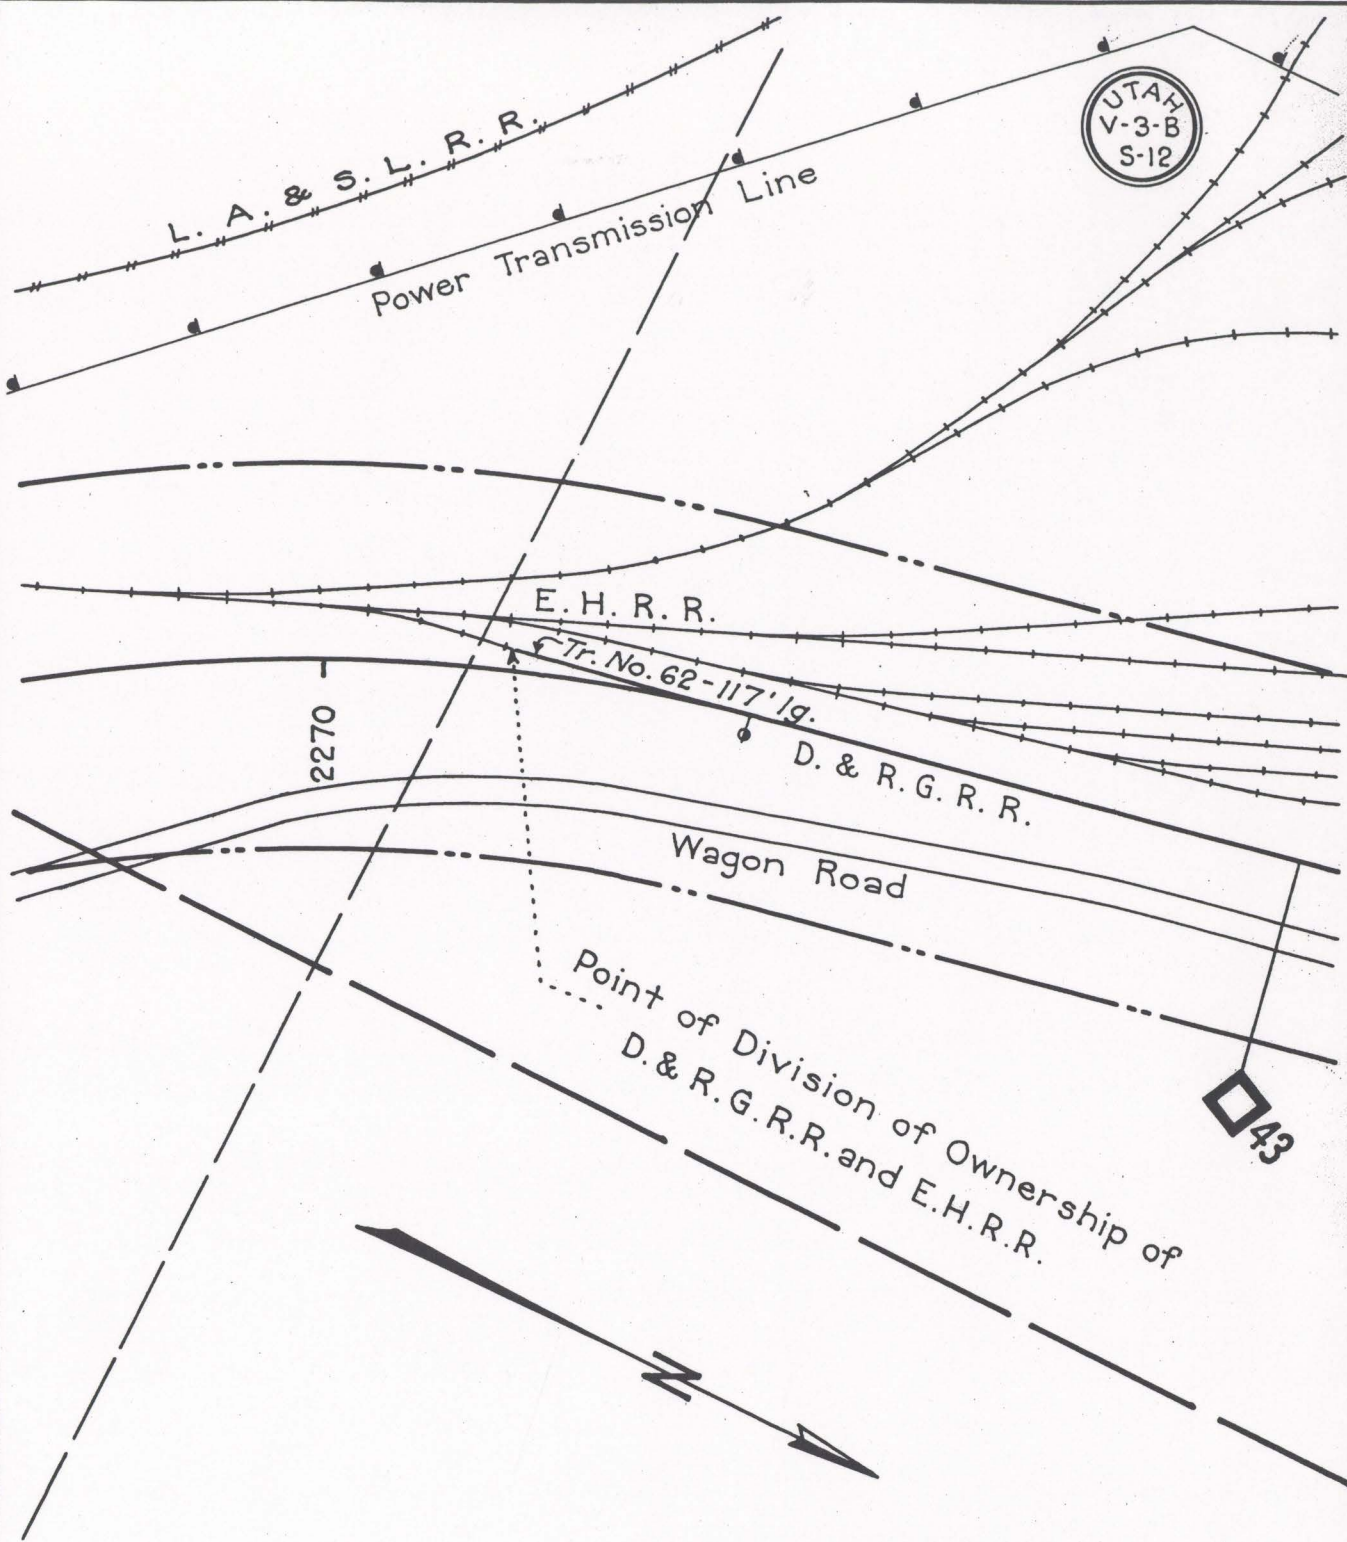 UTAH
V-3-B
S-12
L. A. & S. L. R. R.
Power Transmission Line
E. H. R. R.
Tr. No. 62-117' lg.
2270
D. & R. G. R. R.
Wagon Road
Point of Division of Ownership of
D. & R. G. R. R. and E. H. R. R.
43
N